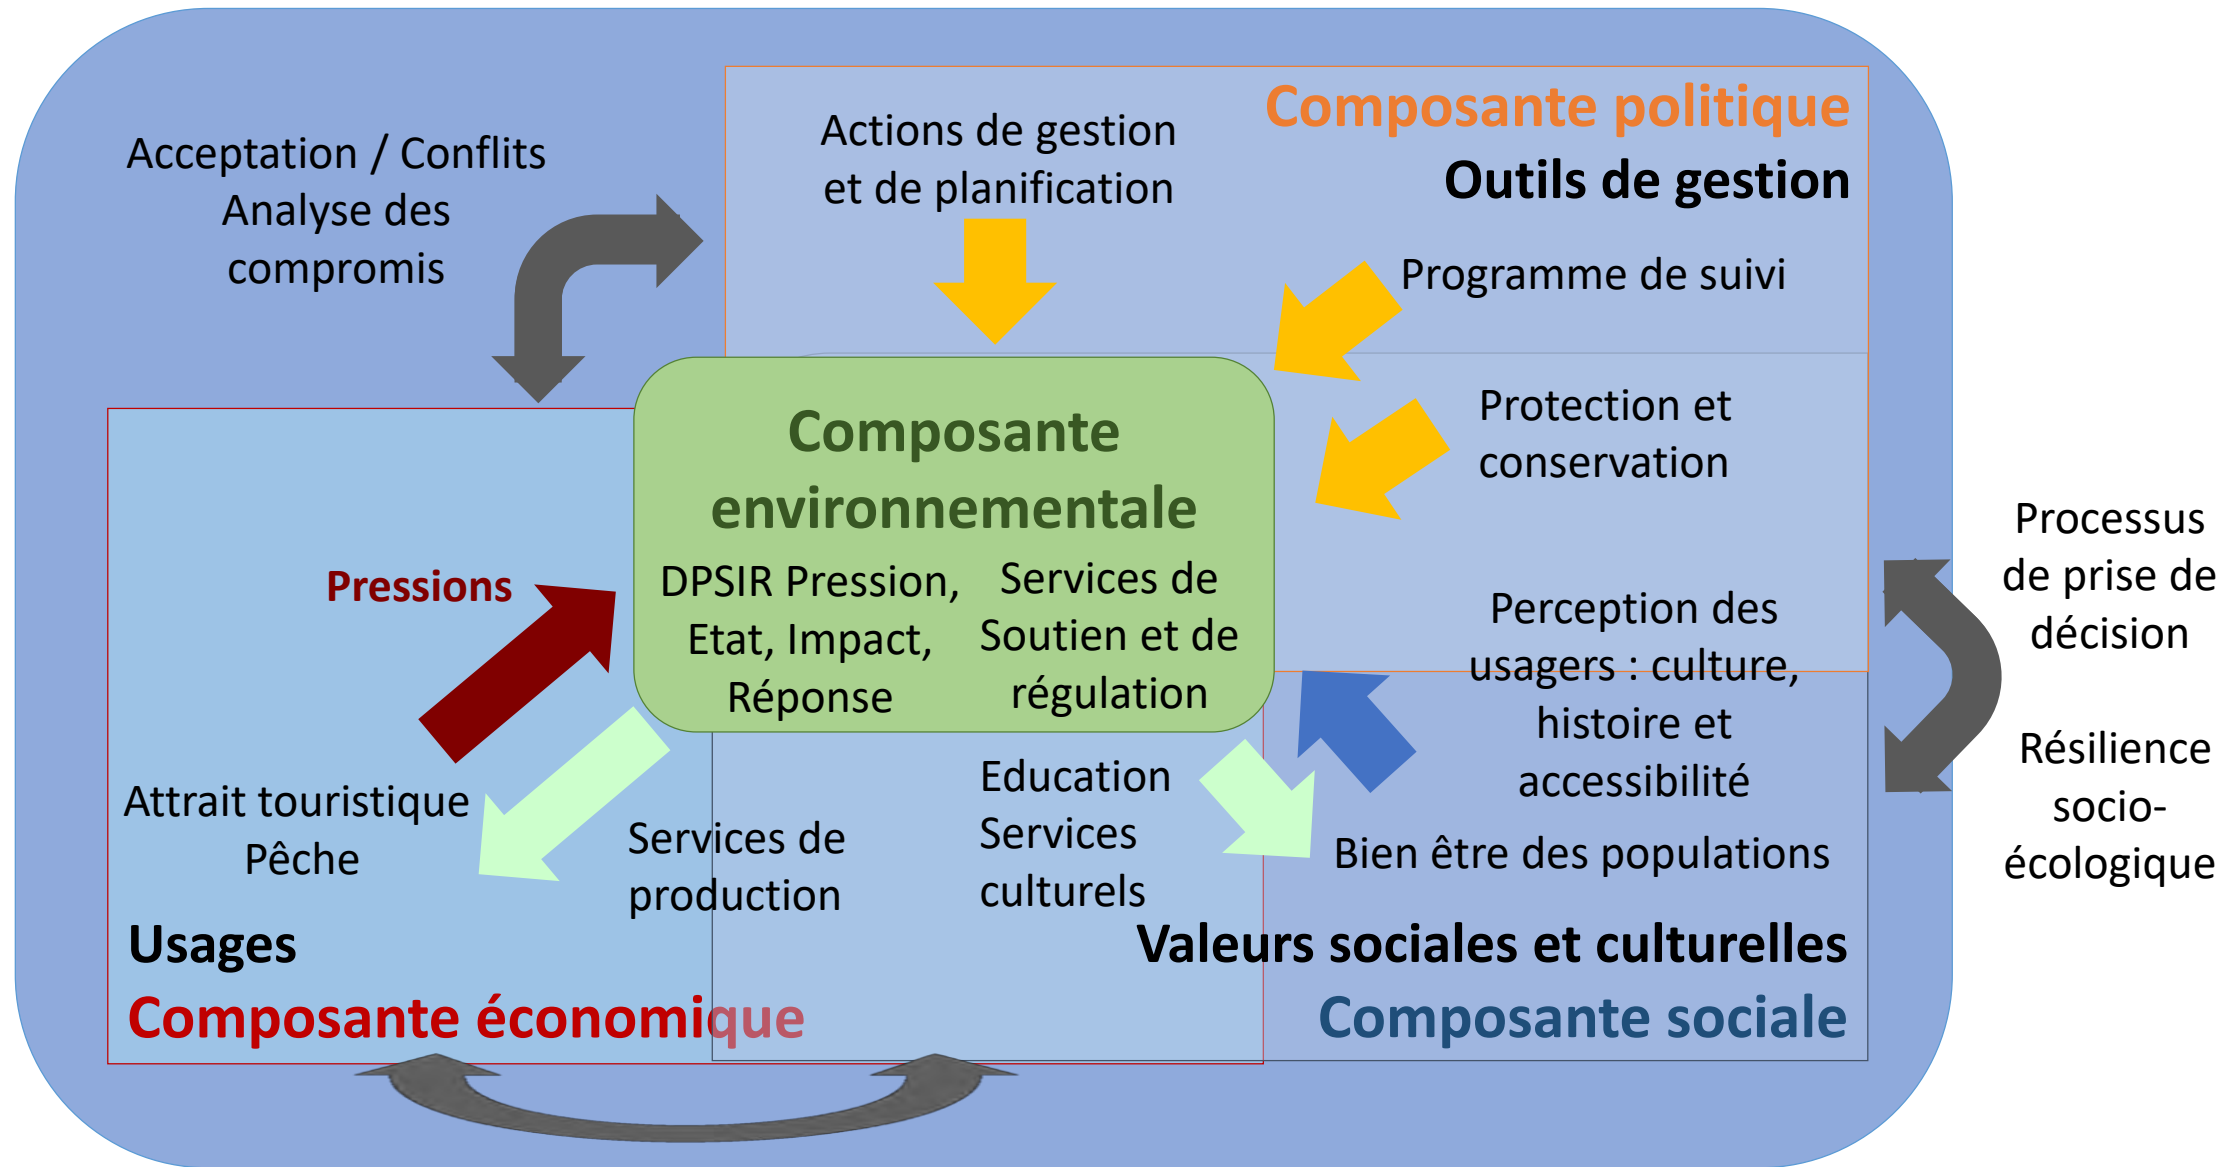 Composante politique
Outils de gestion
Actions de gestion
et de planification
Acceptation / Conflits
Analyse des
compromis
Programme de suivi
Protection et
conservation
Composante
environnementale
DPSIR Pression,
Etat, Impact,
Réponse
Services de
Soutien et de
régulation
Pressions
Attrait touristique
Pêche
Services de
production
Education
Services
culturels
Perception des
usagers : culture,
histoire et
accessibilité
Bien être des populations
Usages
Composante économique
Valeurs sociales et culturelles
Composante sociale
Processus
de prise de
décision
Résilience
socio-
écologique